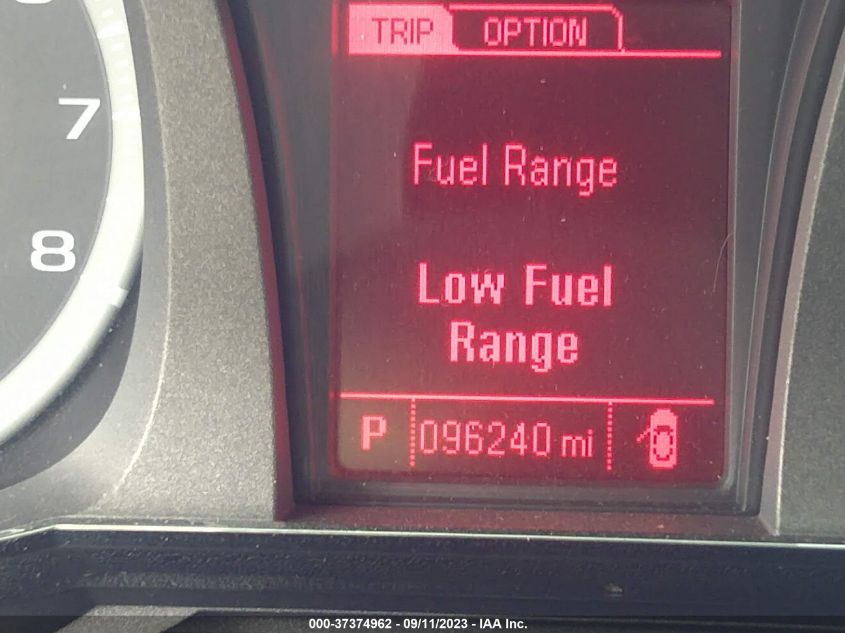 TRIP OPTION
7
Fuel Range
8
Low Fuel
Range
P 096240 mi
000-37374962 - 09/11/2023 - IAA Inc.